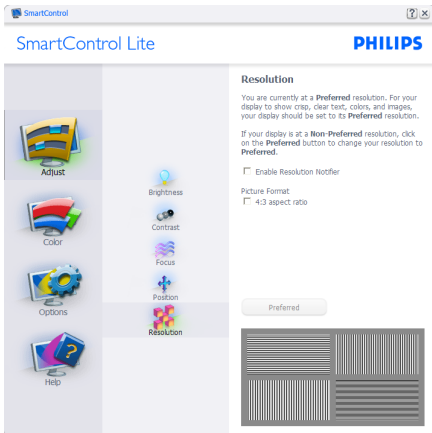 SmartControl
SmartControl Lite
PHILIPS
Adjust
Color
Options
Help
Brightness
Contrast
Focus
Position
Resolution
Resolution
You are currently at a Preferred resolution. For your
display to show crisp, clear text, colors, and images,
your display should be set to its Preferred resolution.
If your display is at a Non-Preferred resolution, click
on the Preferred button to change your resolution to
Preferred.
Enable Resolution Notifier
Picture Format
4:3 aspect ratio
Preferred